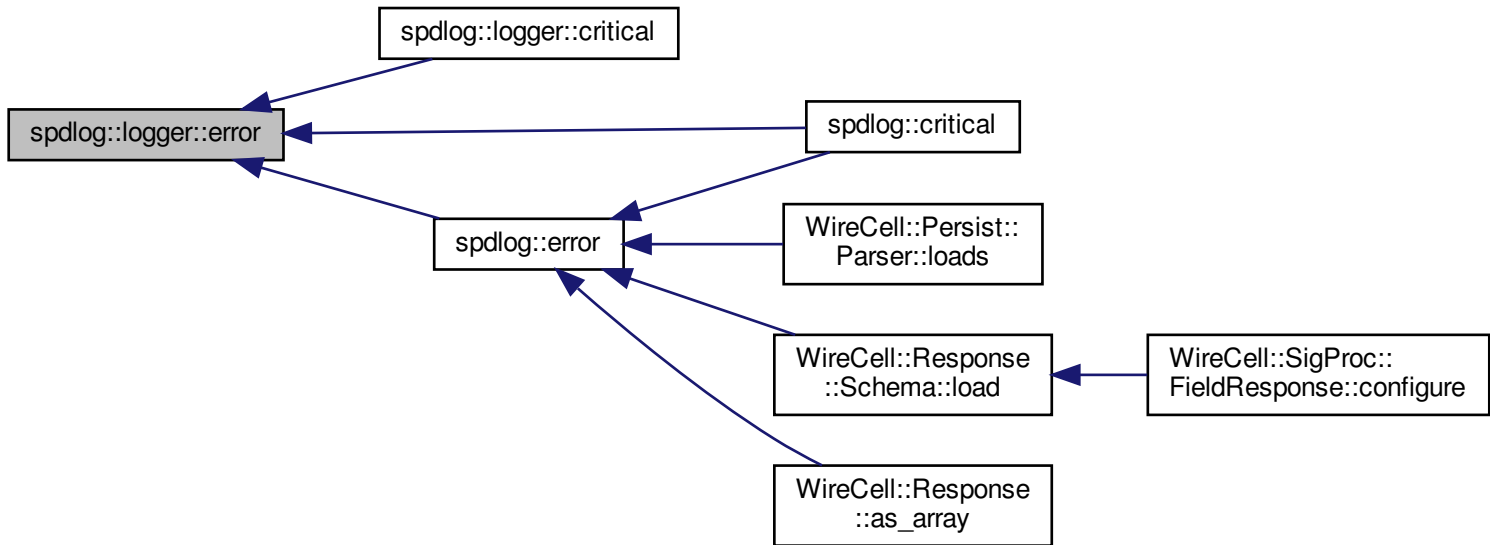 spdlog::logger::critical
spdlog::logger::error
spdlog::critical
spdlog::error
WireCell::Persist::
Parser::loads
WireCell::Response
::Schema::load
WireCell::SigProc::
FieldResponse::configure
WireCell::Response
::as_array